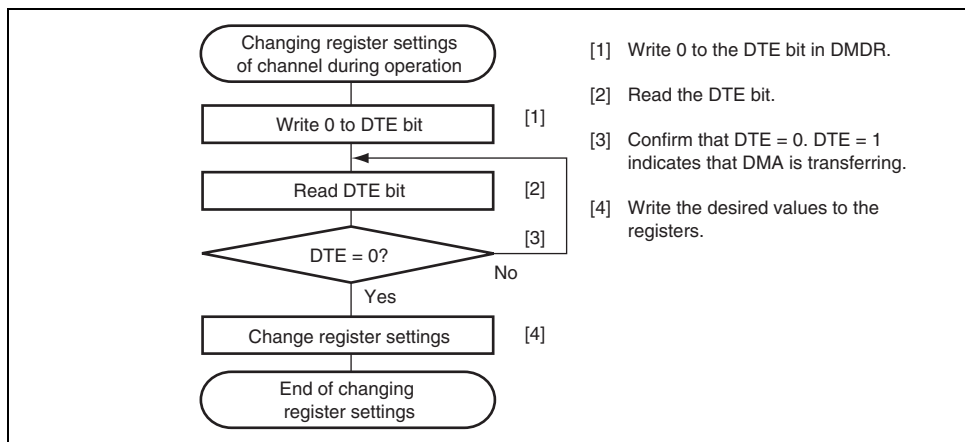 Changing register settings
of channel during operation
Write 0 to DTE bit
[1]
Read DTE bit
[2]
DTE = 0?
[3]
No
Yes
Change register settings
[4]
End of changing
register settings
[1] Write 0 to the DTE bit in DMDR.
[2] Read the DTE bit.
[3] Confirm that DTE = 0. DTE = 1
indicates that DMA is transferring.
[4] Write the desired values to the
registers.